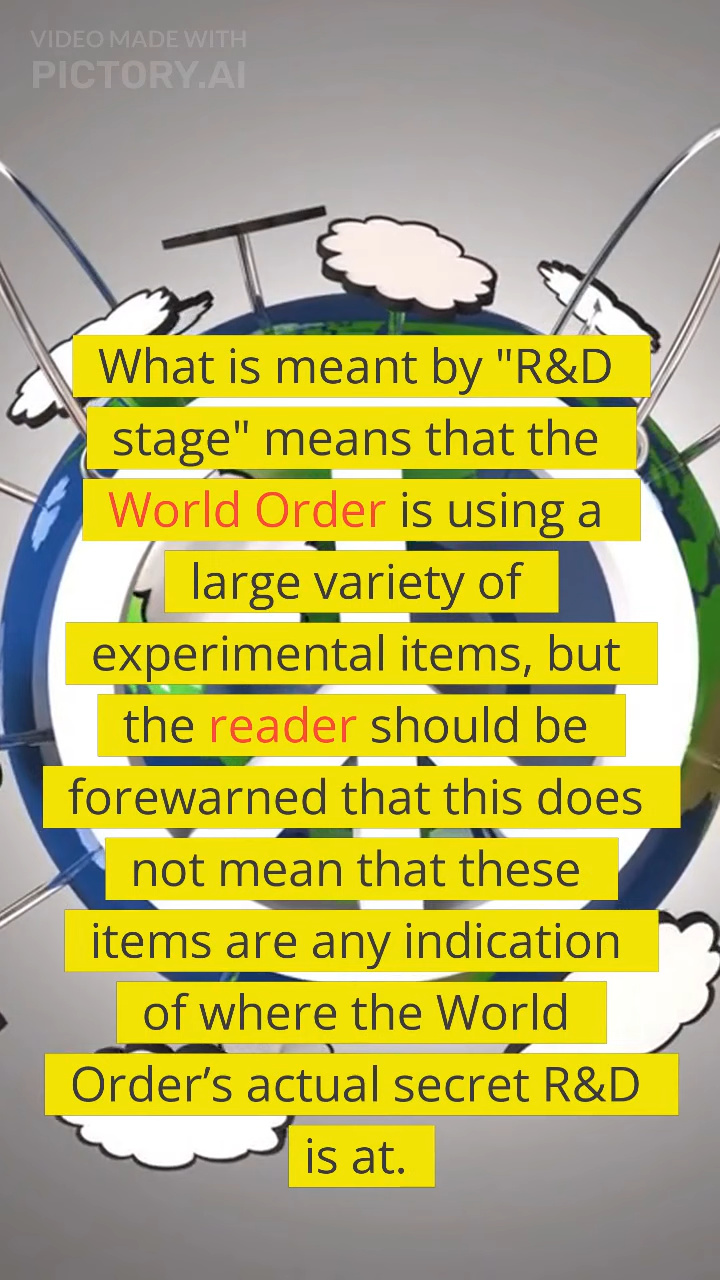 VIDEO MADE WITH
PICTORY.AI
What is meant by "R&D
stage" means that the
World Order is using a
large variety of
experimental items, but
the reader should be
forewarned that this does
not mean that these
items are any indication
of where the World
Order’s actual secret R&D
is at.